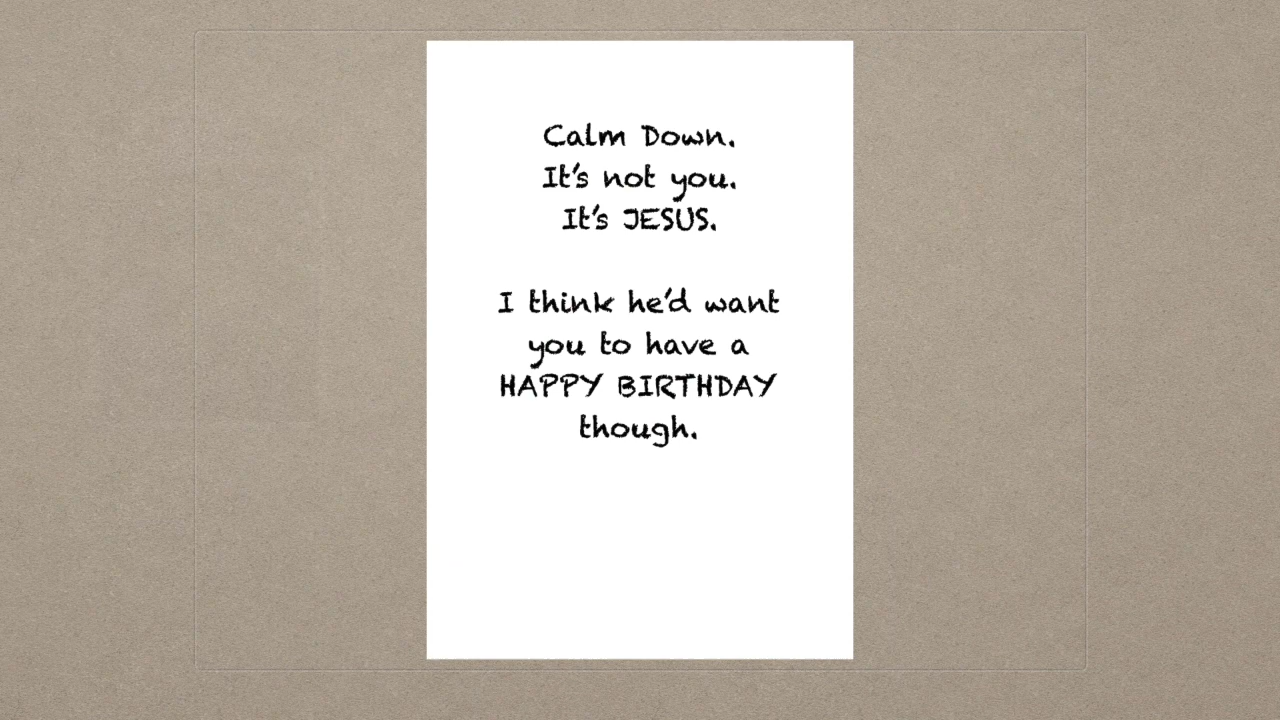 Calm Down.
It's not you.
It's JESUS.
I think he'd want
you to have a
HAPPY BIRTHDAY
though.